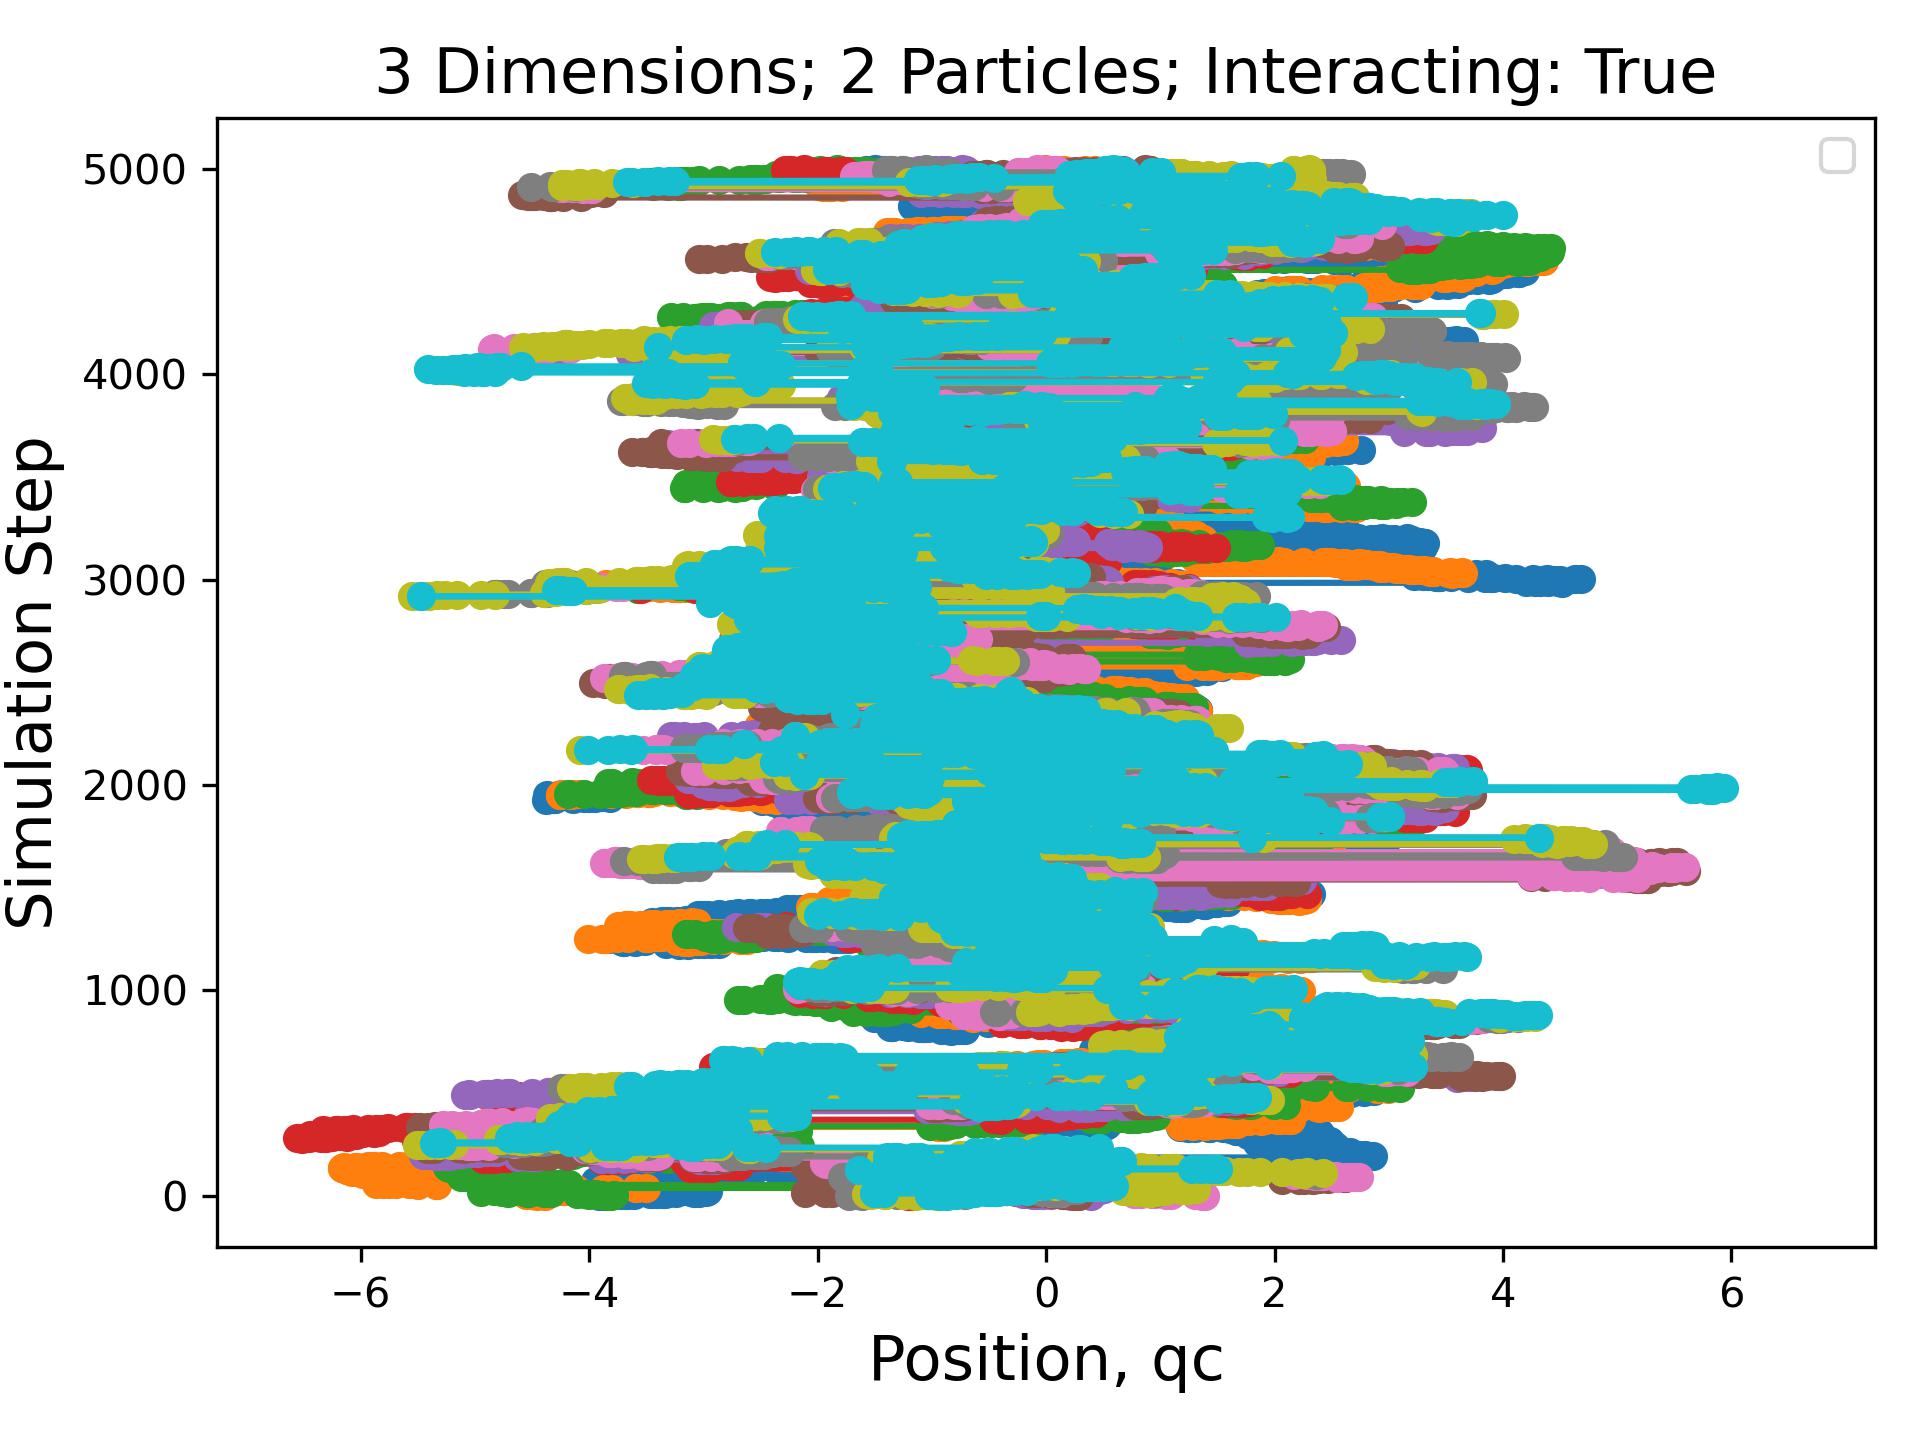 3 Dimensions; 2 Particles; Interacting: True
5000
4000
3000
2000
1000
0
Simulation Step
−6 −4 −2 0 2 4 6
Position, qc